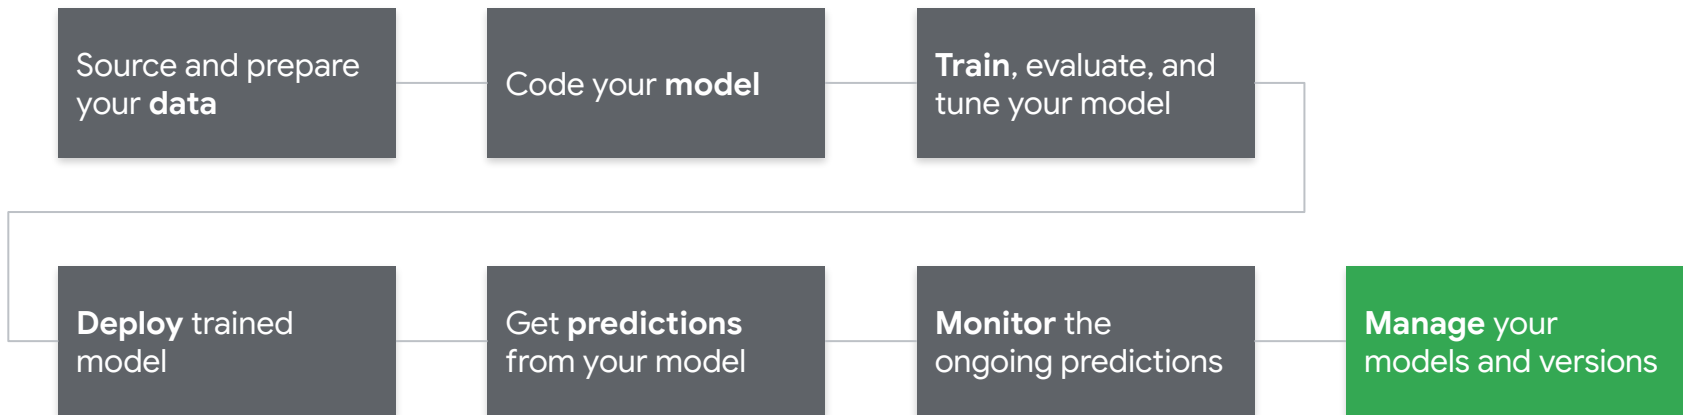 Source and prepare
your data
Code your model
Train, evaluate, and
tune your model
Deploy trained
model
Get predictions
from your model
Monitor the
ongoing predictions
Manage your
models and versions